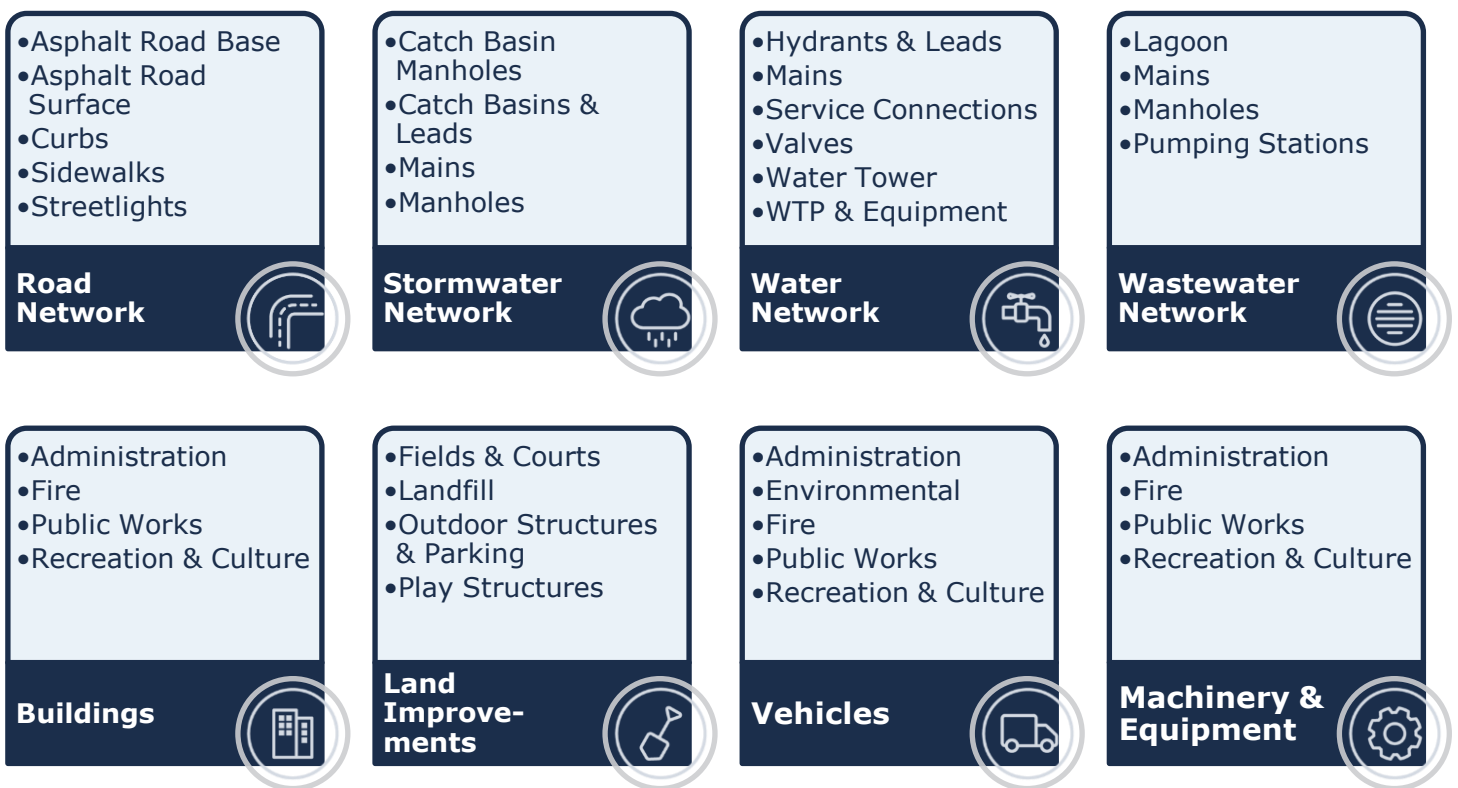 •Asphalt Road Base
•Asphalt Road
Surface
•Curbs
•Sidewalks
•Streetlights
Road
Network
•Catch Basin
Manholes
•Catch Basins &
Leads
•Mains
•Manholes
Stormwater
Network
•Hydrants & Leads
•Mains
•Service Connections
•Valves
•Water Tower
•WTP & Equipment
Water
Network
•Lagoon
•Mains
•Manholes
•Pumping Stations
Wastewater
Network
•Administration
•Fire
•Public Works
•Recreation & Culture
Buildings
•Fields & Courts
•Landfill
•Outdoor Structures
& Parking
•Play Structures
Land
Improve-
ments
•Administration
•Environmental
•Fire
•Public Works
•Recreation & Culture
Vehicles
•Administration
•Fire
•Public Works
•Recreation & Culture
Machinery &
Equipment